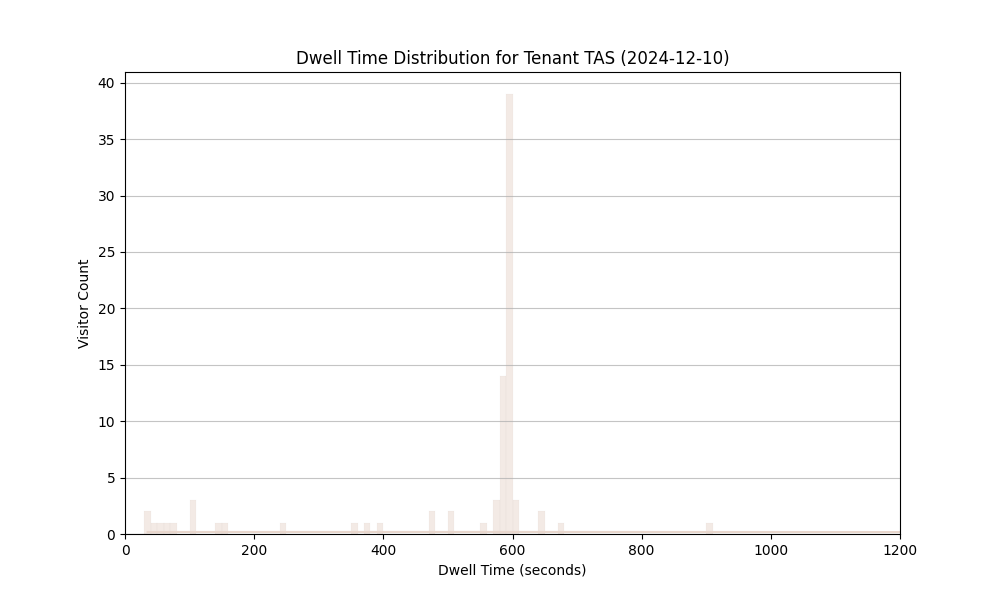 Dwell Time Distribution for Tenant TAS (2024-12-10)
40
35
30
25
20
15
10
5
0
Visitor Count
0 200 400 600 800 1000 1200
Dwell Time (seconds)